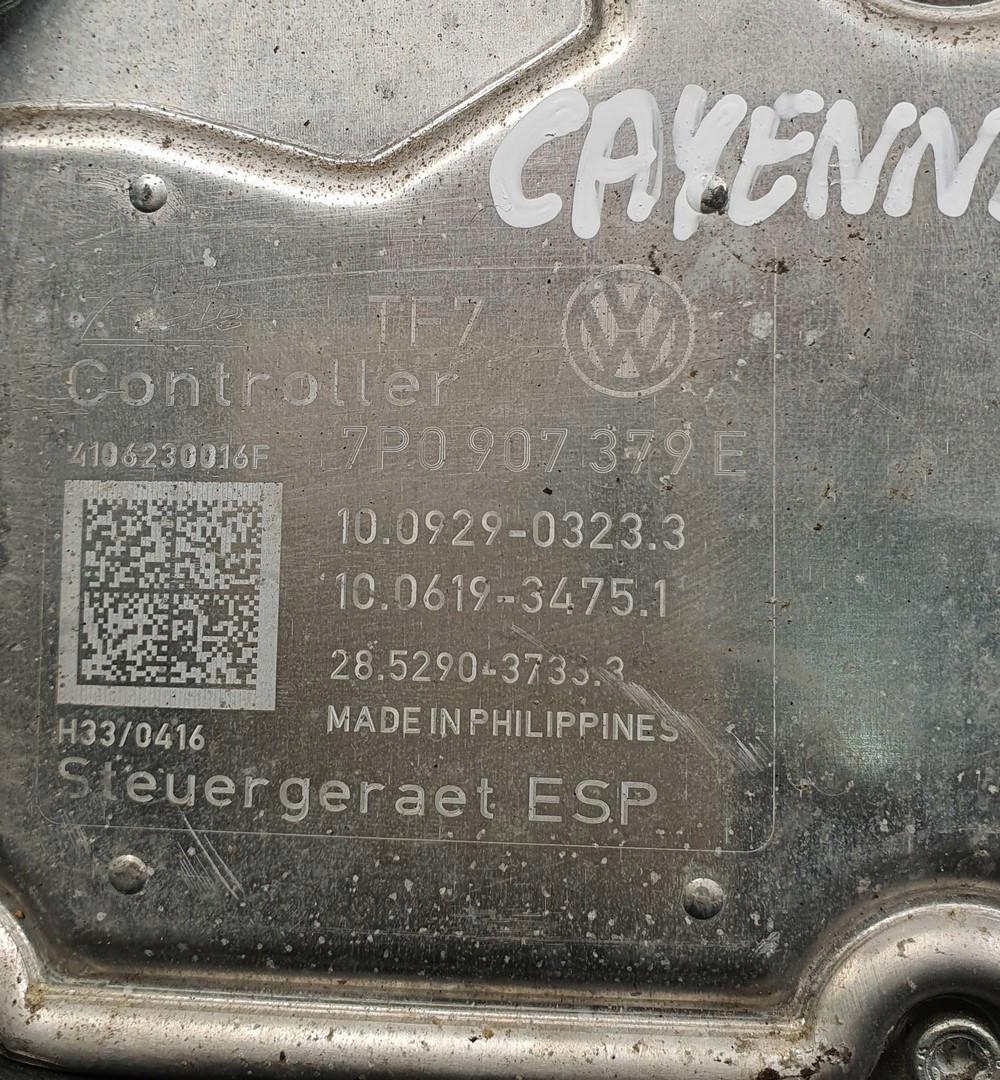 CAYENN
TF7
VW
Controller
4106230016F
7P0 907 379 E
10.0929-0323.3
10.0619-3475.1
28.5290-3733.3
MADE IN PHILIPPINES
H33/0416
Steuergeraet ESP